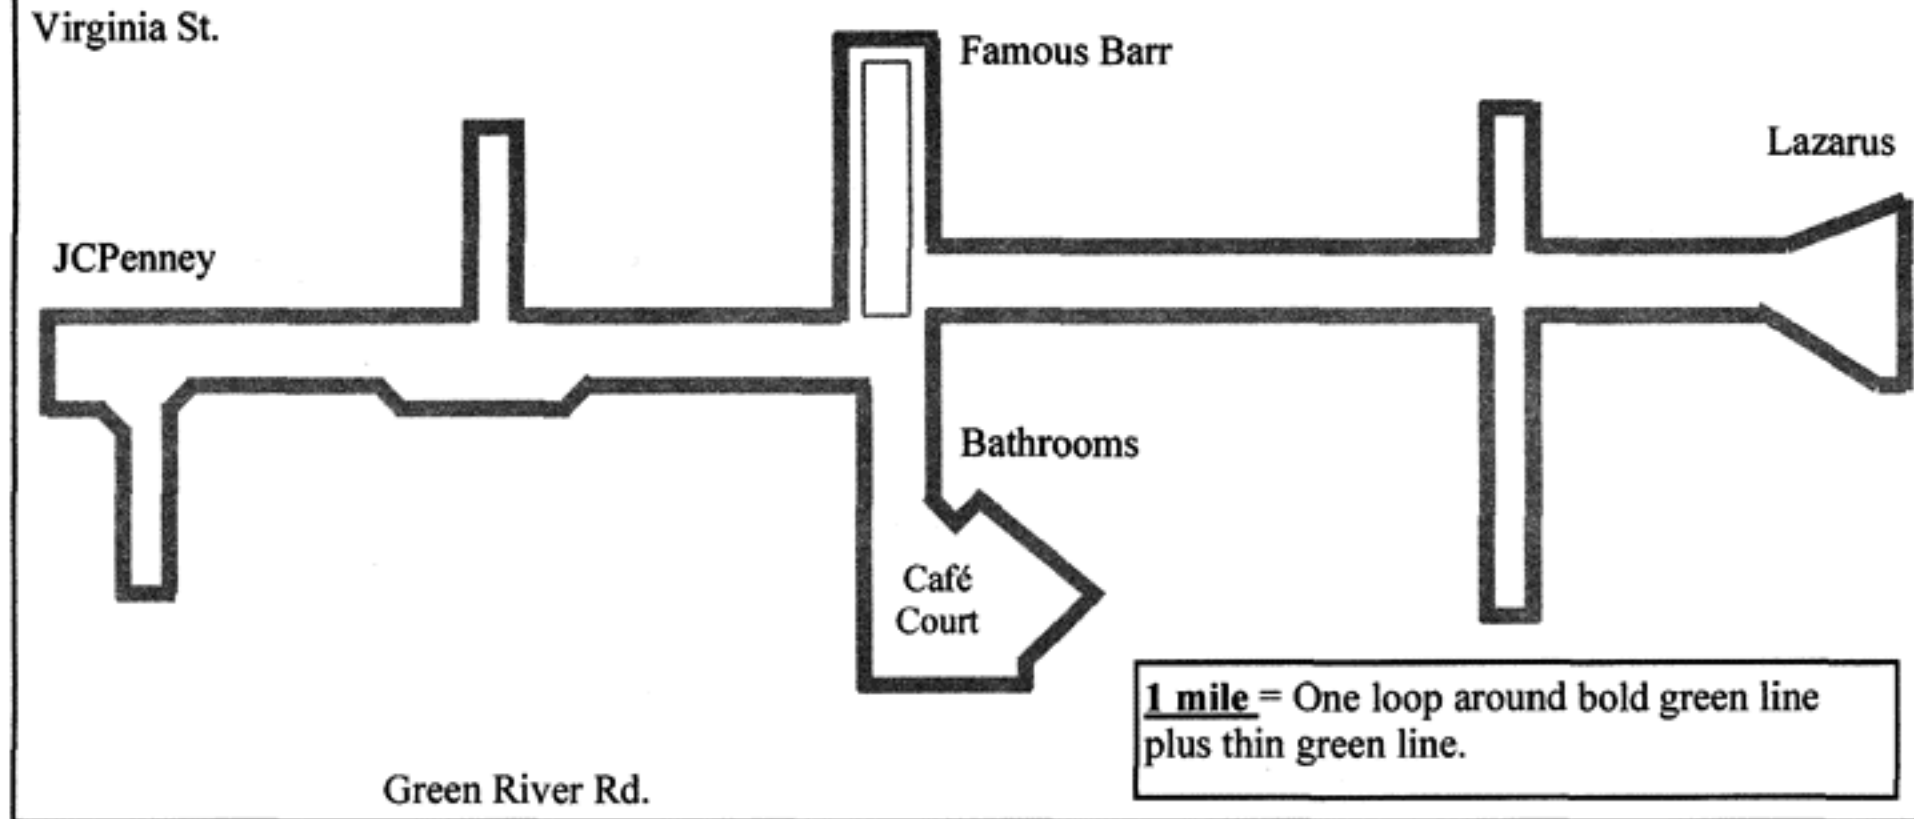 Virginia St.
Famous Barr
Lazarus
JCPenney
Bathrooms
Café
Court
1 mile = One loop around bold green line
plus thin green line.
Green River Rd.